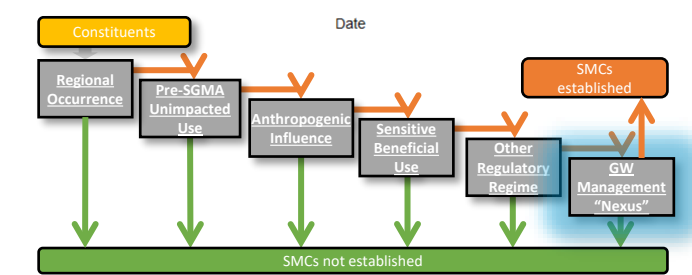 Date
Constituents
Regional
Occurrence
Pre-SGMA
Unimpacted
Use
Anthropogenic
Influence
Sensitive
Beneficial
Use
Other
Regulatory
Regime
GW
Management
“Nexus”
SMCs
established
SMCs not established